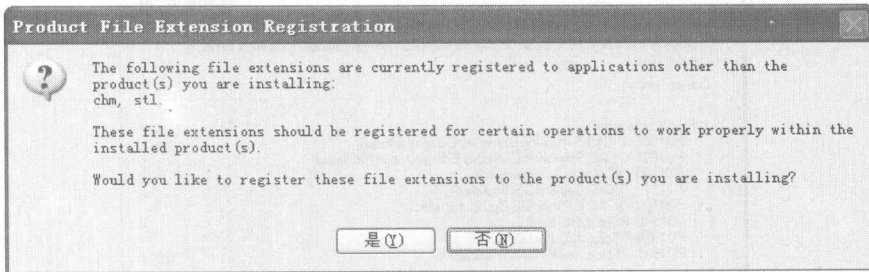 Product File Extension Registration
The following file extensions are currently registered to applications other than the
product(s) you are installing:
chm, stl.
These file extensions should be registered for certain operations to work properly within the
installed product(s).
Would you like to register these file extensions to the product(s) you are installing?
是(Y)
否(N)